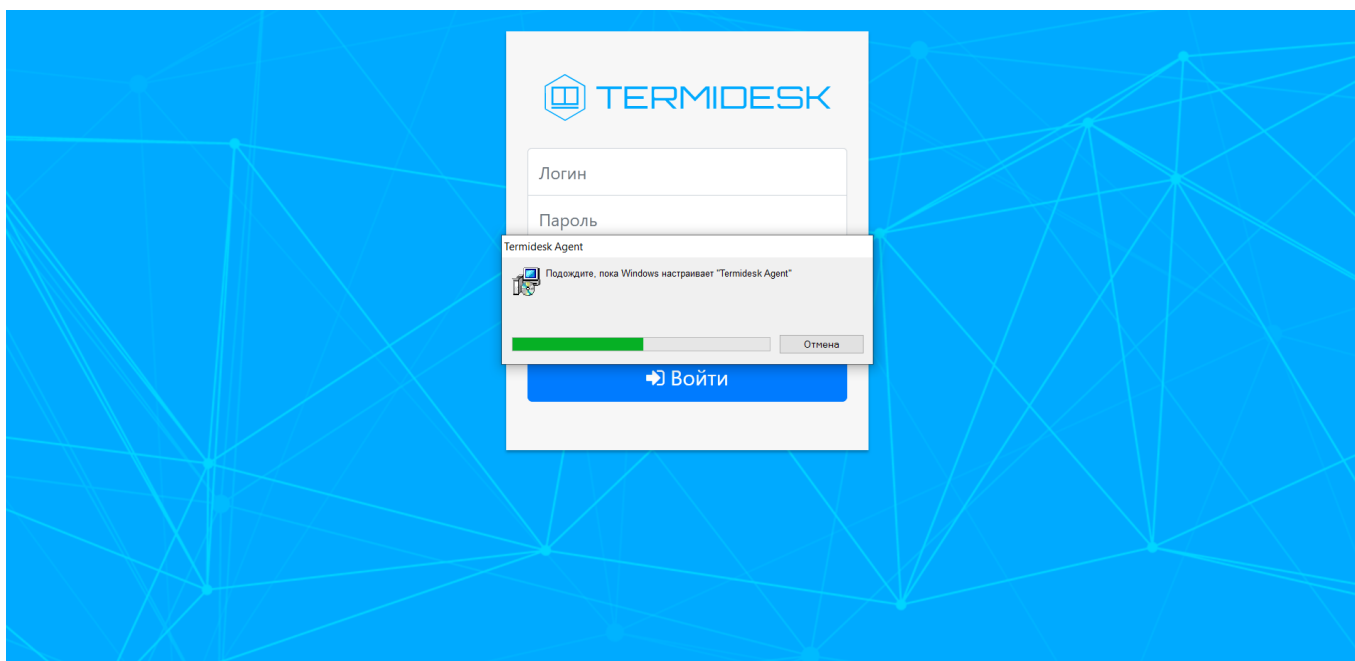 TERMIDESK
Логин
Пароль
Termidesk Agent
Подождите, пока Windows настраивает "Termidesk Agent"
Отмена
Войти